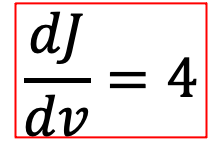 dJ/dv = 4